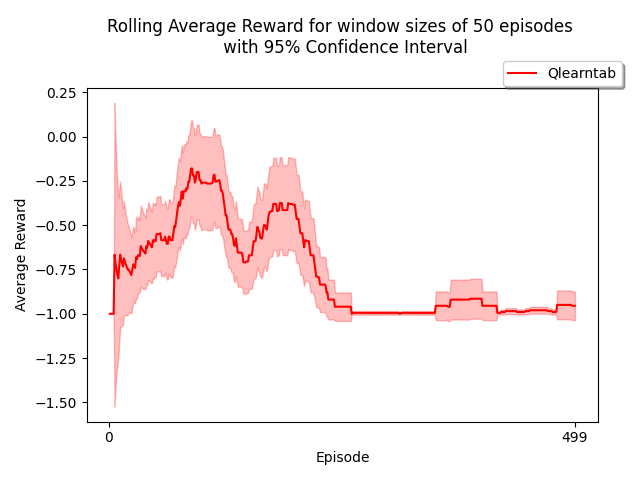 Rolling Average Reward for window sizes of 50 episodes
with 95% Confidence Interval
Qlearntab
0.25
0.00
−0.25
−0.50
−0.75
−1.00
−1.25
−1.50
Average Reward
0
499
Episode